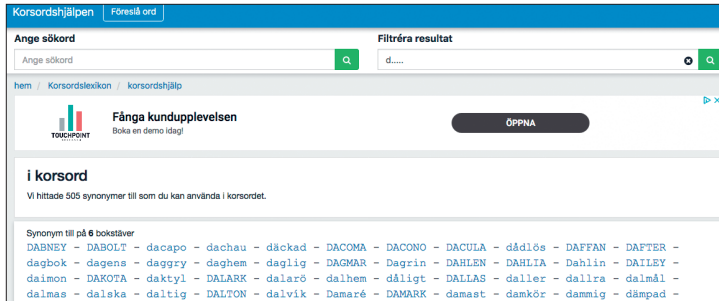 Korsordshjälpen Föreslå ord
Ange sökord Filtréra resultat
Ange sökord d.....
hem / Korsordslexikon / korsordshjälp
Fånga kundupplevelsen
Boka en demo idag!
ÖPPNA
TOUCHPOINT
i korsord
Vi hittade 505 synonymer till som du kan använda i korsordet.
Synonym till på 6 bokstäver
DABNEY - DABOLT - dacapo - dachau - däckad - DACOMA - DACONO - DACULA - dådlös - DAFFAN - DAFTER -
dagbok - dagens - daggry - daghem - daglig - DAGMAR - Dagrin - DAHLEN - DAHLIA - Dahlin - DAILEY -
daimon - DAKOTA - daktyl - DALARK - dalarö - dalhem - dåligt - DALLAS - daller - dallra - dalmål -
dalmas - dalska - daltig - DALTON - dalvik - Damaré - DAMARK - damast - damkör - dammig - dämpad -